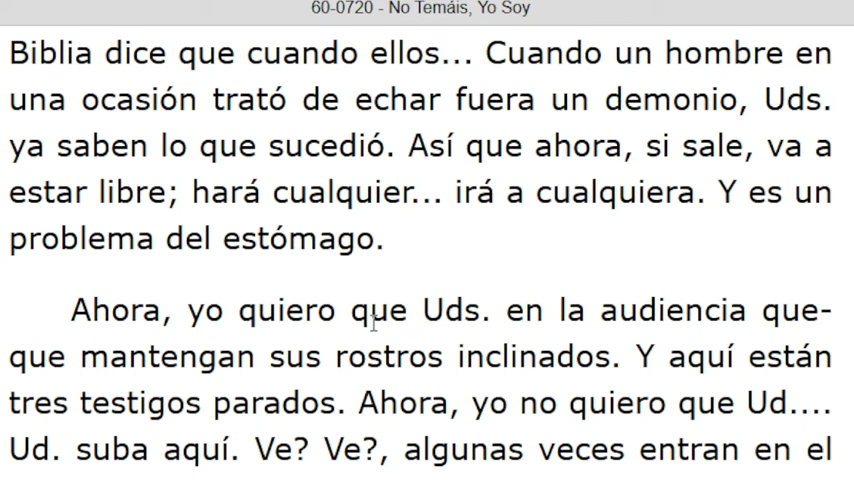 60-0720 - No Temáis, Yo Soy
Biblia dice que cuando ellos... Cuando un hombre en
una ocasión trató de echar fuera un demonio, Uds.
ya saben lo que sucedió. Así que ahora, si sale, va a
estar libre; hará cualquier... irá a cualquiera. Y es un
problema del estómago.
Ahora, yo quiero que Uds. en la audiencia que-
que mantengan sus rostros inclinados. Y aquí están
tres testigos parados. Ahora, yo no quiero que Ud....
Ud. suba aquí. Ve? Ve?, algunas veces entran en el